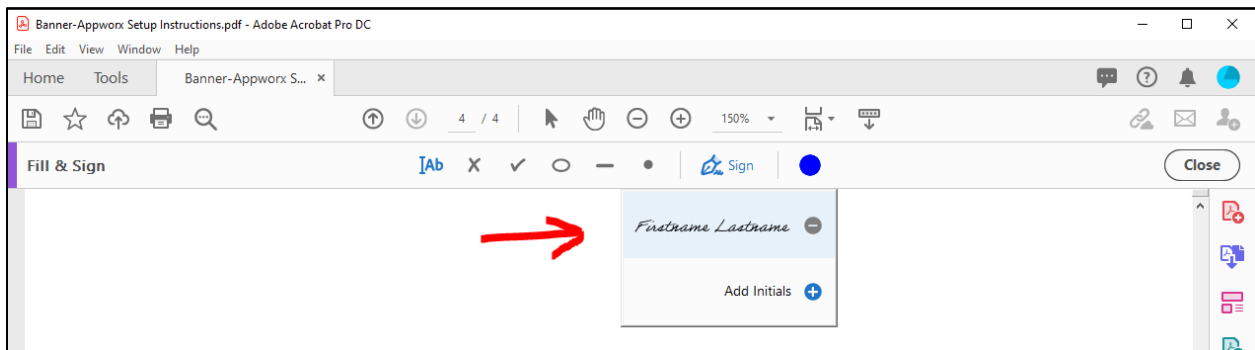 Banner-Appworx Setup Instructions.pdf - Adobe Acrobat Pro DC
File Edit View Window Help
Home Tools Banner-Appworx S... ×
4 / 4 150%
Fill & Sign Ab Sign Close
Firstname Lastname
Add Initials